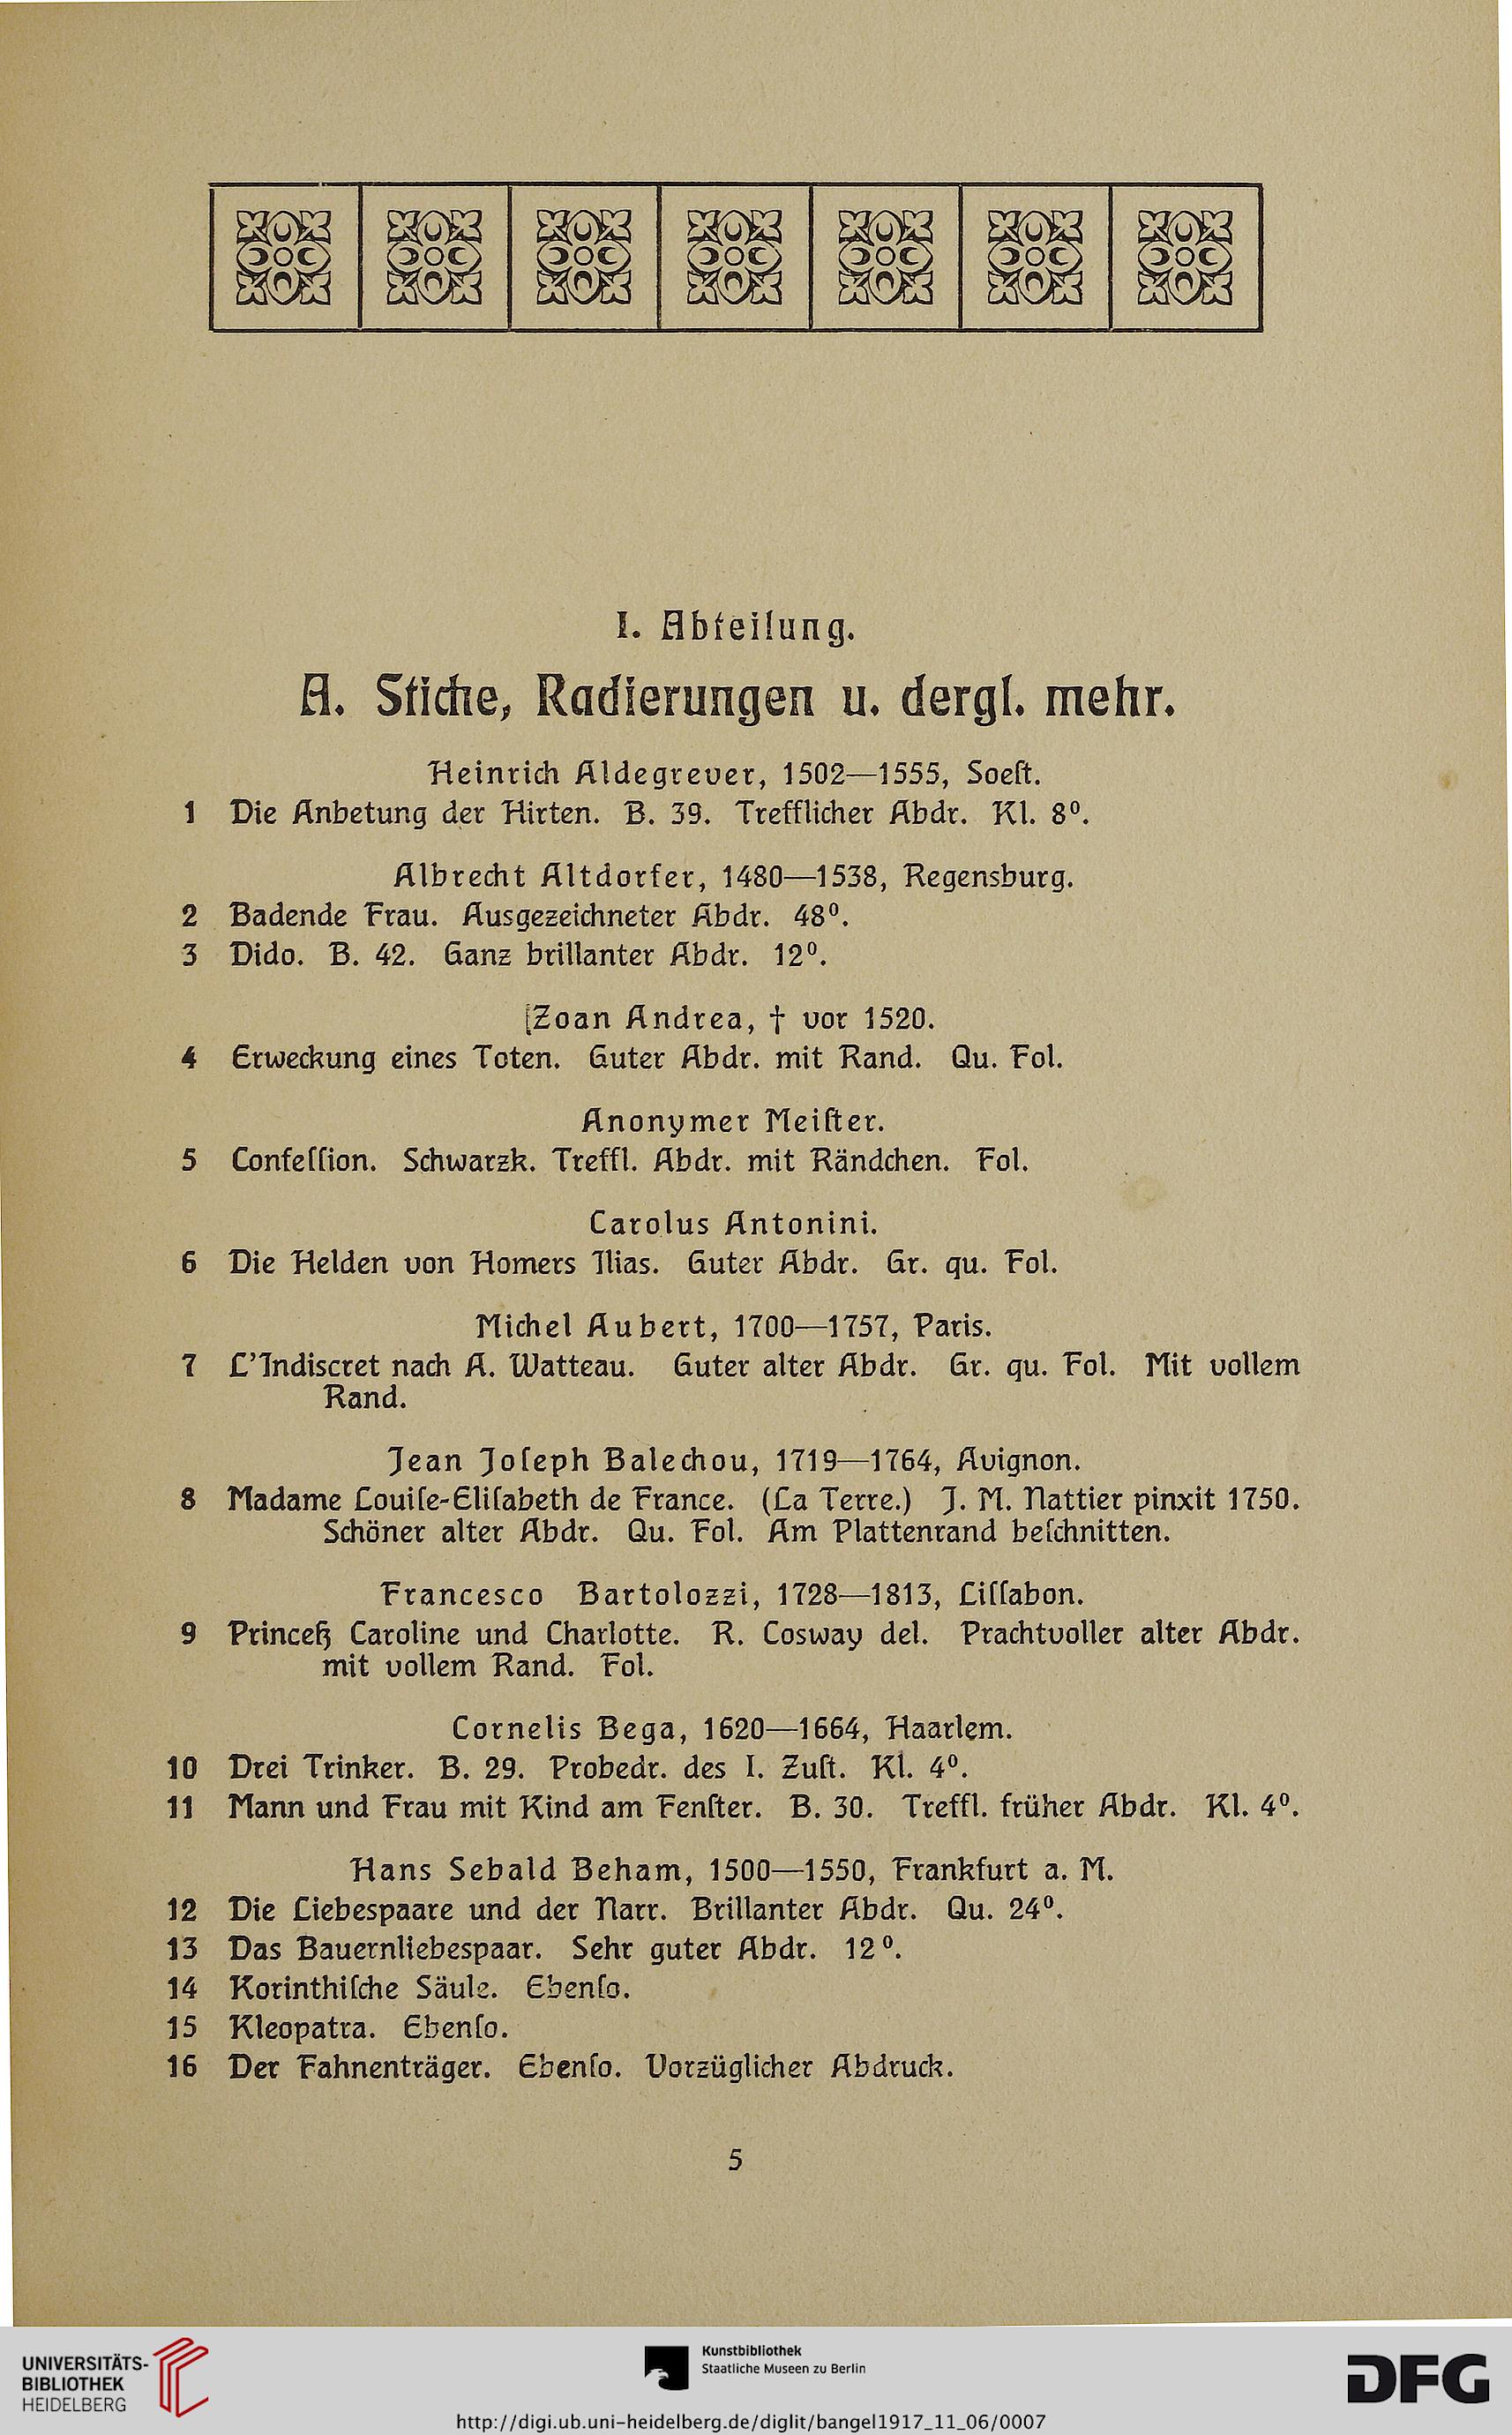 I. Abteilung.
A. Stiche, Radierungen u. dergl. mehr.
Heinrich Aldegrever, 1502—1555, Soeſt.
1 Die Anbetung der Hirten. B. 39. Trefflicher Abdr. Kl. 8⁰.
Albrecht Altdorfer, 1480—1538, Regensburg.
2 Badende Frau. Ausgezeichneter Abdr. 48⁰.
3 Dido. B. 42. Ganz brillanter Abdr. 12⁰.
[Zoan Andrea, † vor 1520.
4 Erweckung eines Toten. Guter Abdr. mit Rand. Qu. Fol.
Anonymer Meiſter.
5 Confeſſion. Schwarzk. Treffl. Abdr. mit Rändchen. Fol.
Carolus Antonini.
6 Die Helden von Homers Ilias. Guter Abdr. Gr. qu. Fol.
Michel Aubert, 1700—1757, Paris.
7 L’Indiscret nach A. Watteau. Guter alter Abdr. Gr. qu. Fol. Mit vollem
Rand.
Jean Joſeph Balechou, 1719—1764, Avignon.
8 Madame Louiſe-Eliſabeth de France. (La Terre.) J. M. Nattier pinxit 1750.
Schöner alter Abdr. Qu. Fol. Am Plattenrand beſchnitten.
Francesco Bartolozzi, 1728—1813, Liſſabon.
9 Princeß Caroline und Charlotte. R. Cosway del. Prachtvoller alter Abdr.
mit vollem Rand. Fol.
Cornelis Bega, 1620—1664, Haarlem.
10 Drei Trinker. B. 29. Probedr. des I. Zuſt. Kl. 4⁰.
11 Mann und Frau mit Kind am Fenſter. B. 30. Treffl. früher Abdr. Kl. 4⁰.
Hans Sebald Beham, 1500—1550, Frankfurt a. M.
12 Die Liebespaare und der Narr. Brillanter Abdr. Qu. 24⁰.
13 Das Bauernliebespaar. Sehr guter Abdr. 12⁰.
14 Korinthiſche Säule. Ebenſo.
15 Kleopatra. Ebenſo.
16 Der Fahnenträger. Ebenſo. Vorzüglicher Abdruck.
5
UNIVERSITÄTS-
BIBLIOTHEK
HEIDELBERG
Kunstbibliothek
Staatliche Museen zu Berlin
DFG
http://digi.ub.uni-heidelberg.de/diglit/bangel1917_11_06/0007